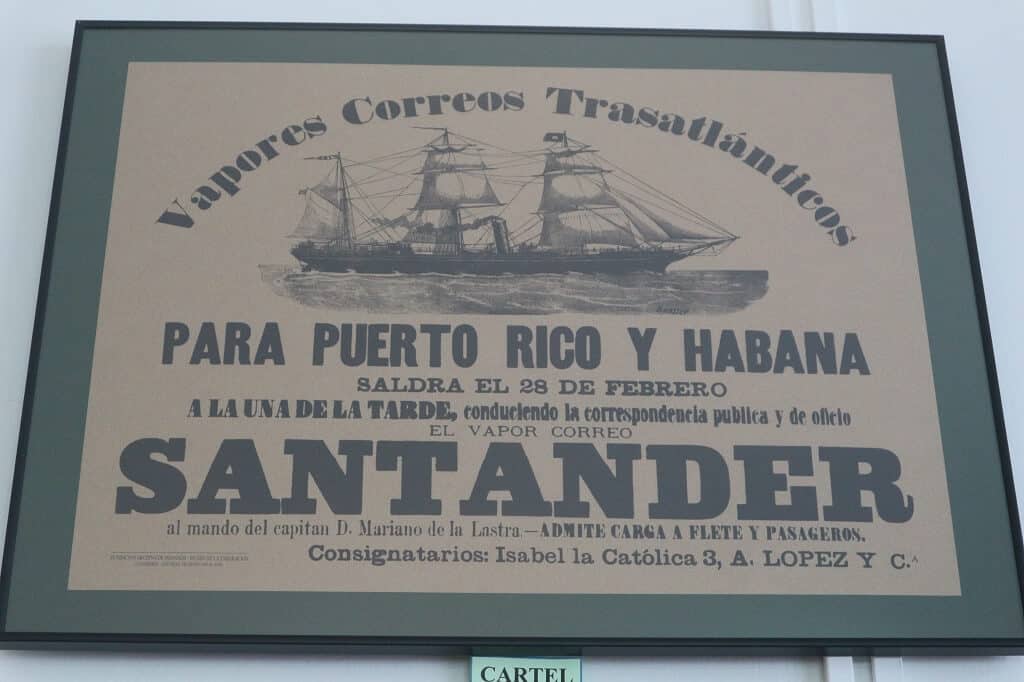 Vapores Correos Trasatlánticos
PARA PUERTO RICO Y HABANA
SALDRA EL 28 DE FEBRERO
A LA UNA DE LA TARDE, conduciendo la correspondencia publica y de oficio
EL VAPOR CORREO
SANTANDER
al mando del capitan D. Mariano de la Lastra.—ADMITE CARGA A FLETE Y PASAGEROS.
Consignatarios: Isabel la Católica 3, A. LOPEZ Y C.ᴬ
CARTEL